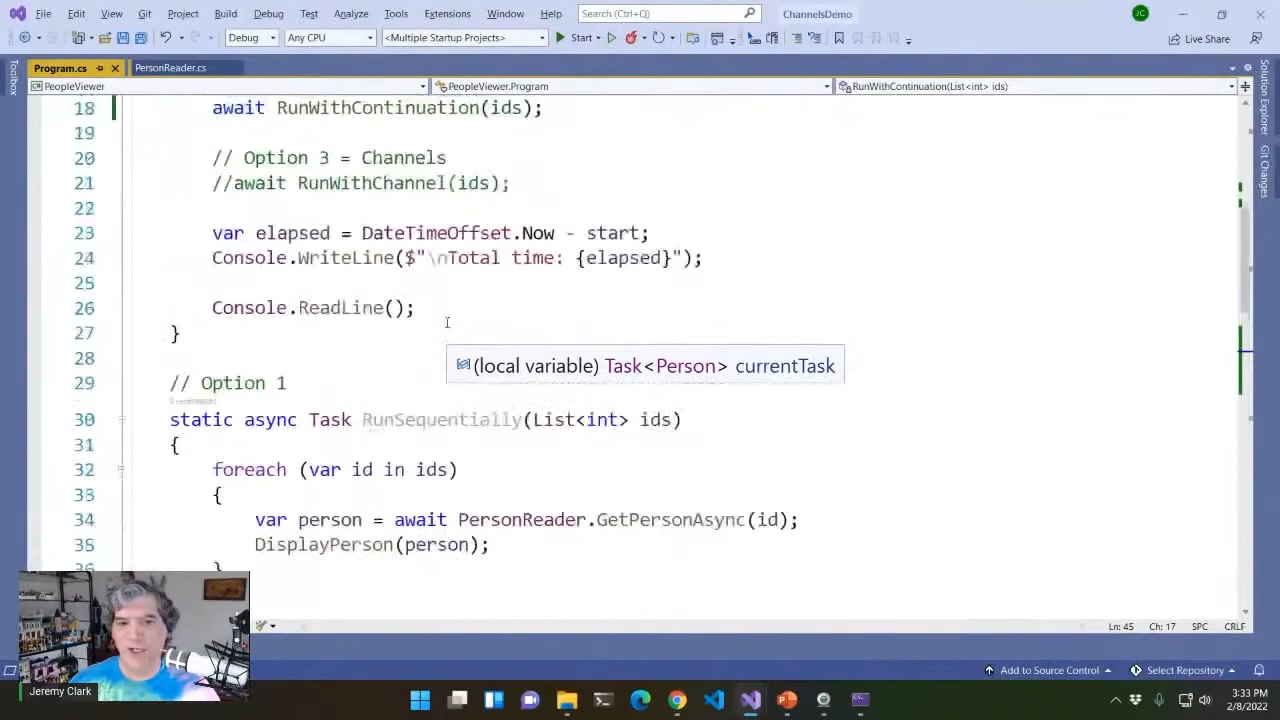 File Edit View Git Project Build Debug Test Analyze Tools Extensions Window Help Search (Ctrl+Q) ChannelsDemo JC
Debug Any CPU <Multiple Startup Projects> Start Live Share
Toolbox
Program.cs PersonReader.cs
PeopleViewer PeopleViewer.Program RunWithContinuation(List<int> ids)
Solution Explorer
Git Changes
18 await RunWithContinuation(ids);
19
20 // Option 3 = Channels
21 //await RunWithChannel(ids);
22
23 var elapsed = DateTimeOffset.Now - start;
24 Console.WriteLine($"\nTotal time: {elapsed}");
25
26 Console.ReadLine();
27 }
28
(local variable) Task<Person> currentTask
29 // Option 1
30 static async Task RunSequentially(List<int> ids)
31 {
32 foreach (var id in ids)
33 {
34 var person = await PersonReader.GetPersonAsync(id);
35 DisplayPerson(person);
36 }
Ln: 45 Ch: 17 SPC CRLF
Add to Source Control Select Repository
Jeremy Clark
3:33 PM
2/8/2022